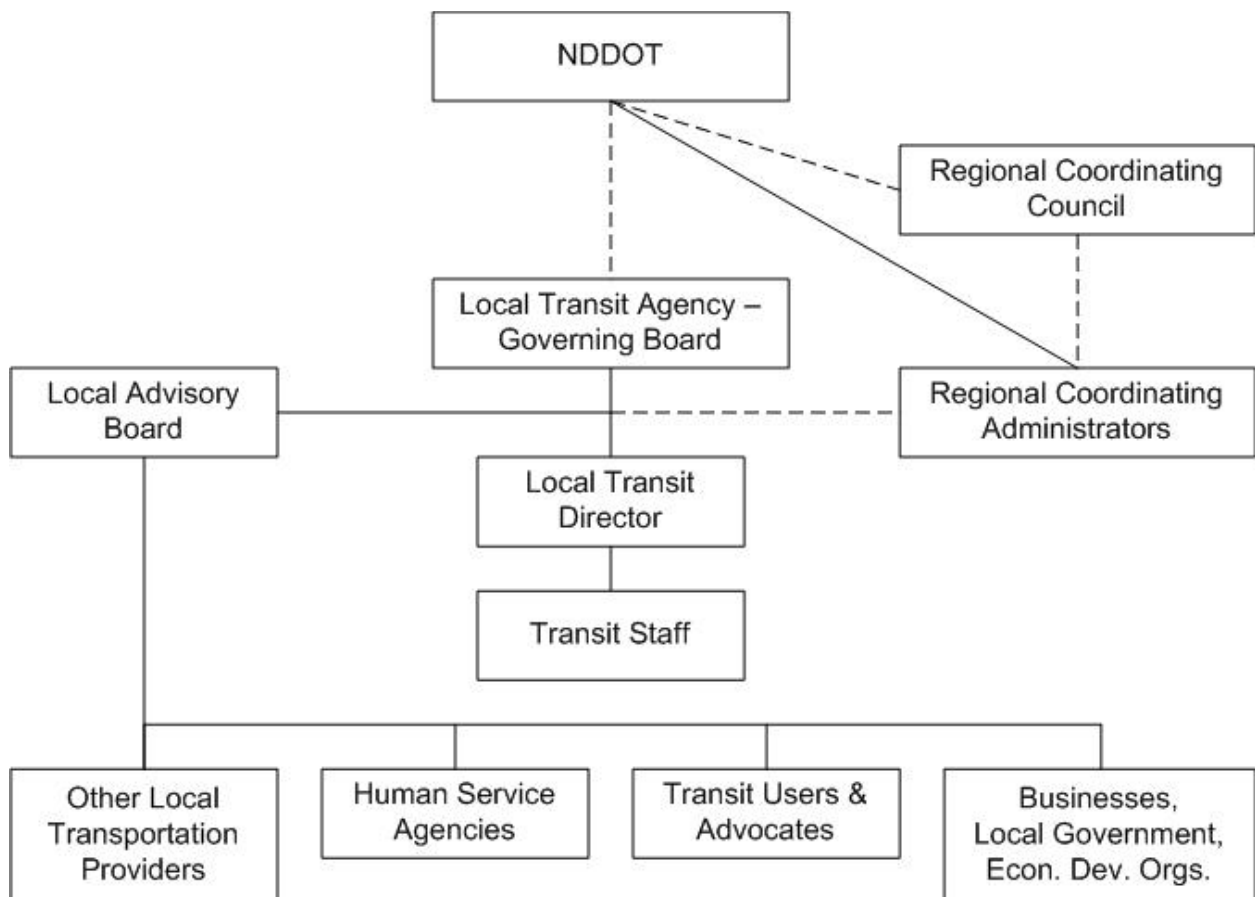 NDDOT
Regional Coordinating
Council
Local Transit Agency –
Governing Board
Local Advisory
Board
Regional Coordinating
Administrators
Local Transit
Director
Transit Staff
Other Local
Transportation
Providers
Human Service
Agencies
Transit Users &
Advocates
Businesses,
Local Government,
Econ. Dev. Orgs.